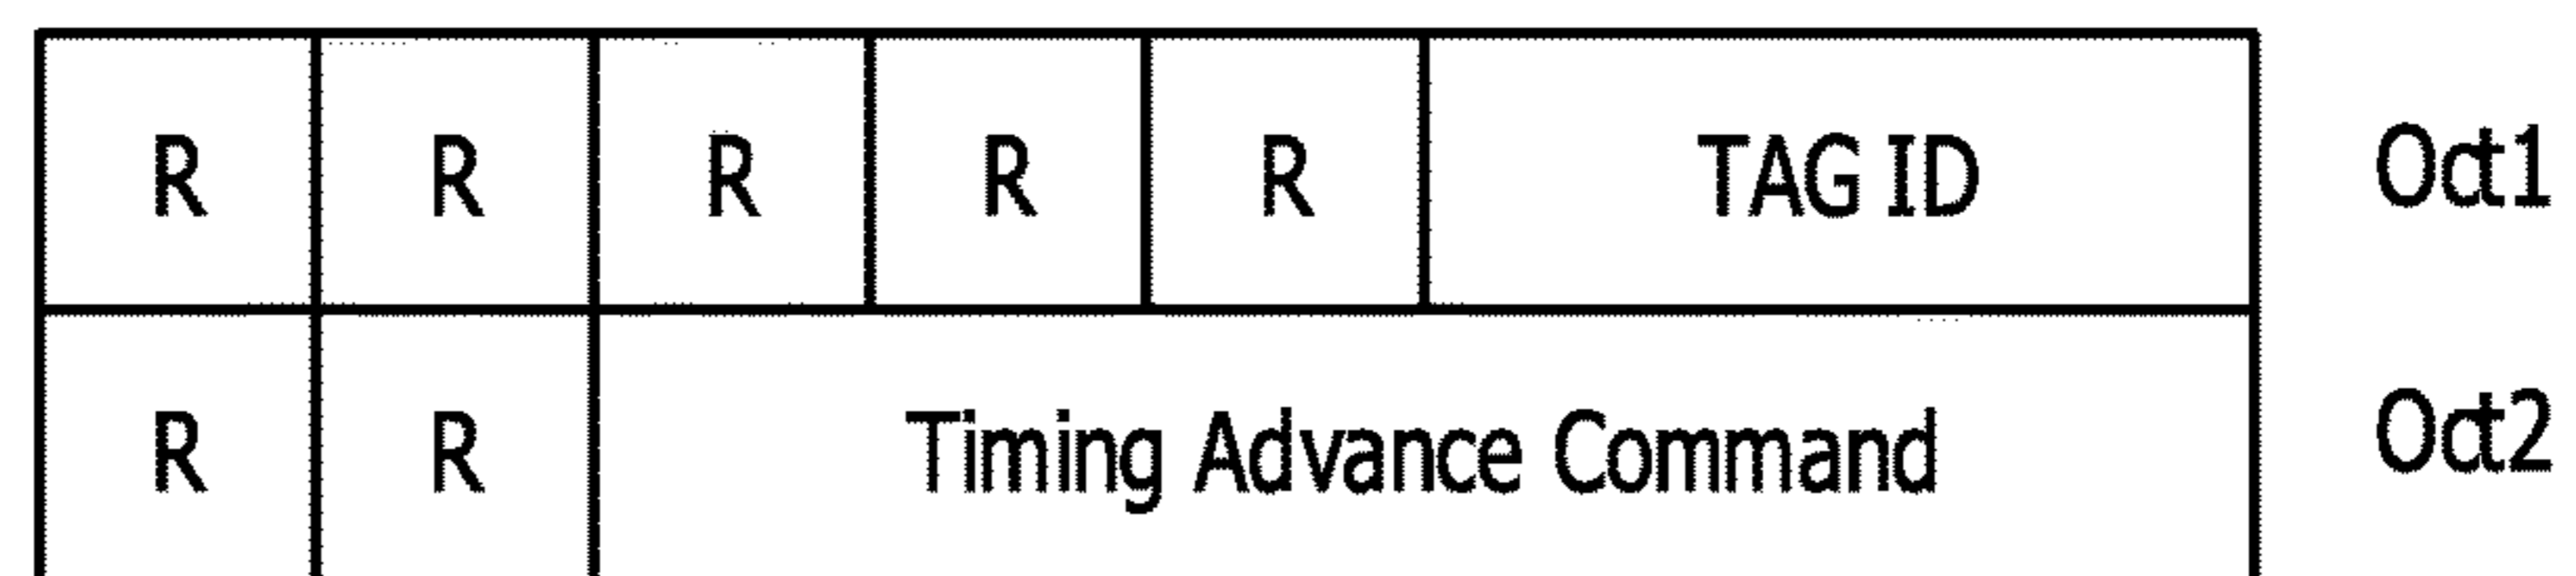 R R R R R TAG ID Oct1
R R Timing Advance Command Oct2